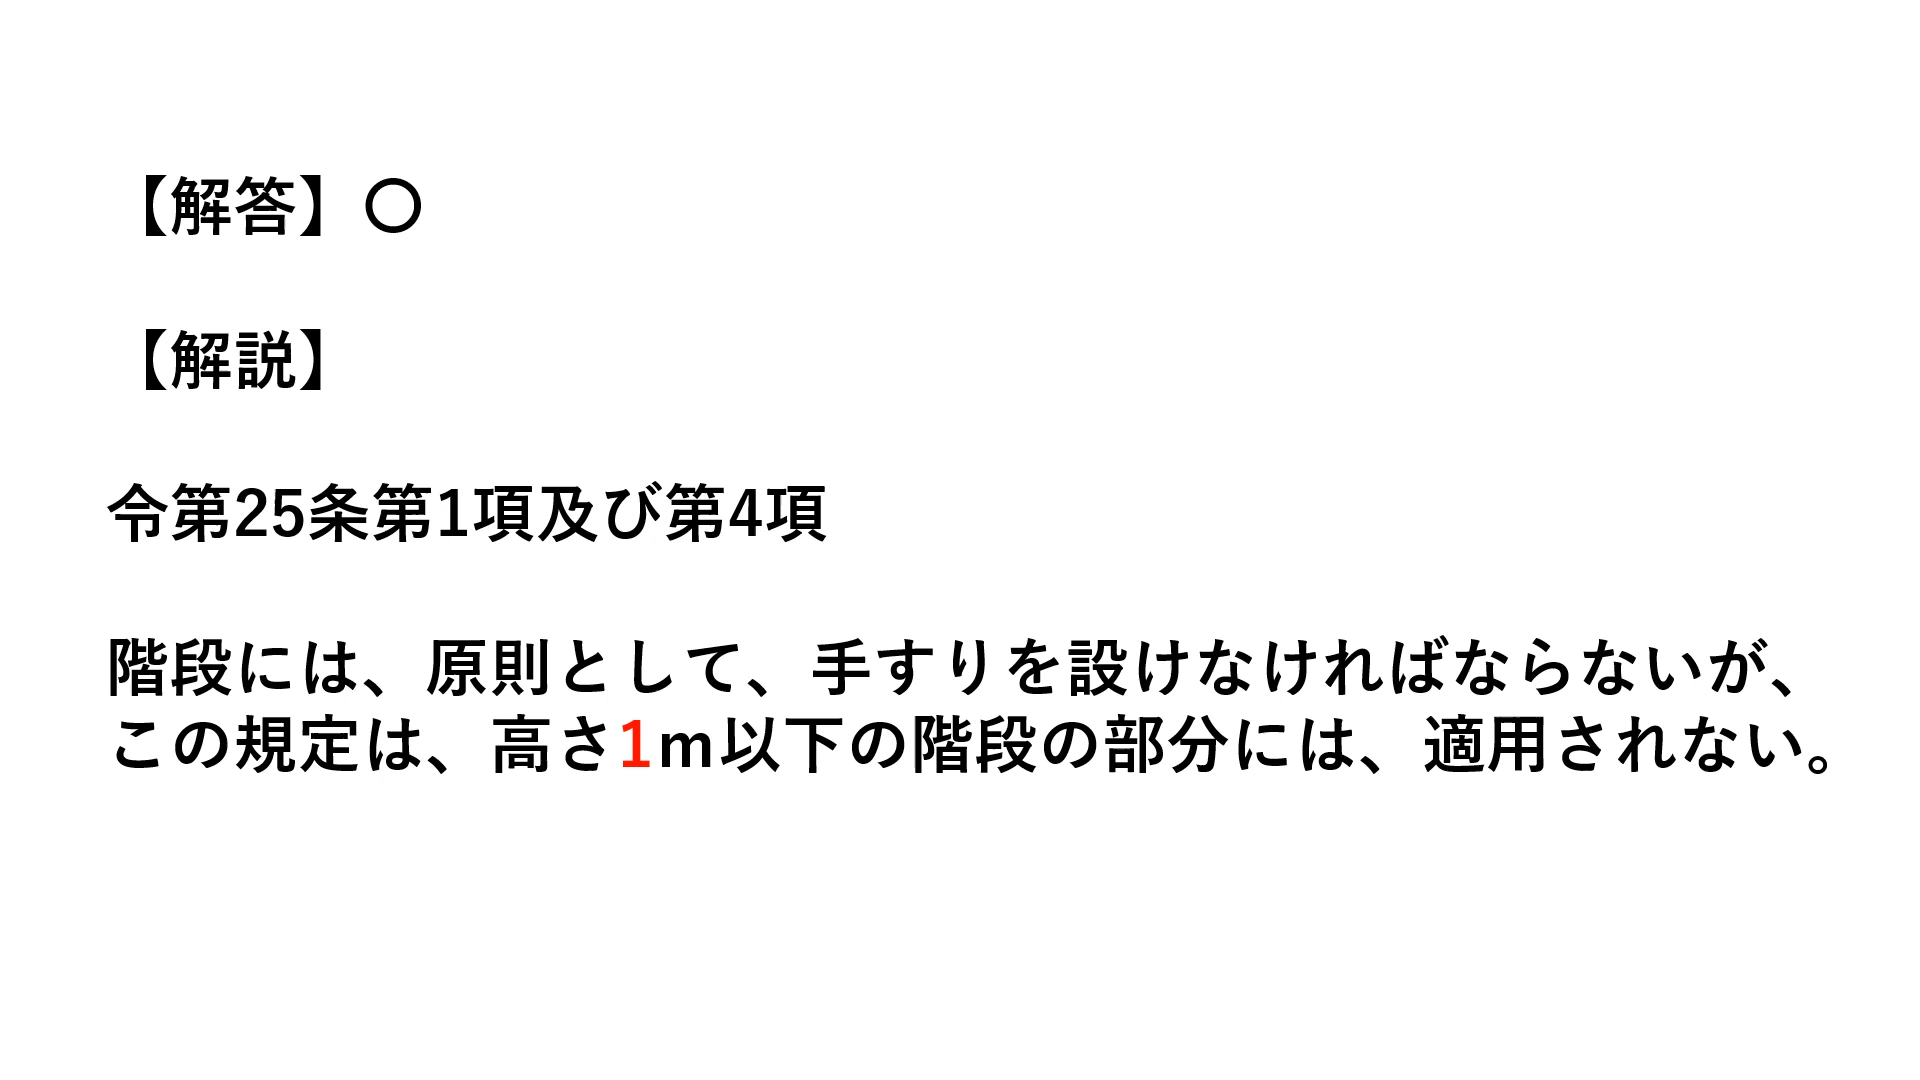 【解答】〇
【解説】
令第25条第1項及び第4項
階段には、原則として、手すりを設けなければならないが、
この規定は、高さ1m以下の階段の部分には、適用されない。